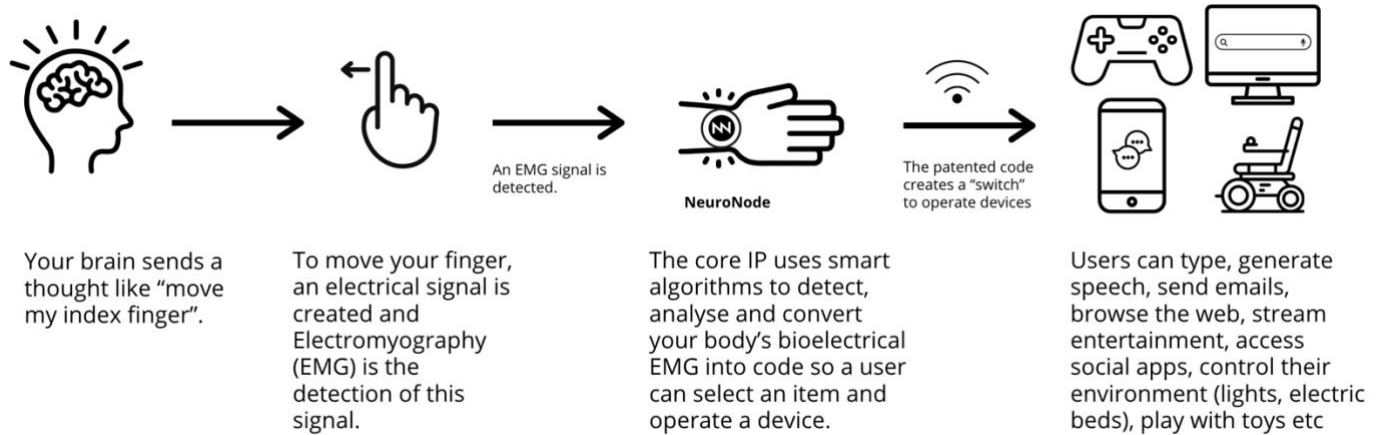 An EMG signal is
detected.
NeuroNode
The patented code
creates a “switch”
to operate devices
Your brain sends a
thought like “move
my index finger”.
To move your finger,
an electrical signal is
created and
Electromyography
(EMG) is the
detection of this
signal.
The core IP uses smart
algorithms to detect,
analyse and convert
your body’s bioelectrical
EMG into code so a user
can select an item and
operate a device.
Users can type, generate
speech, send emails,
browse the web, stream
entertainment, access
social apps, control their
environment (lights, electric
beds), play with toys etc